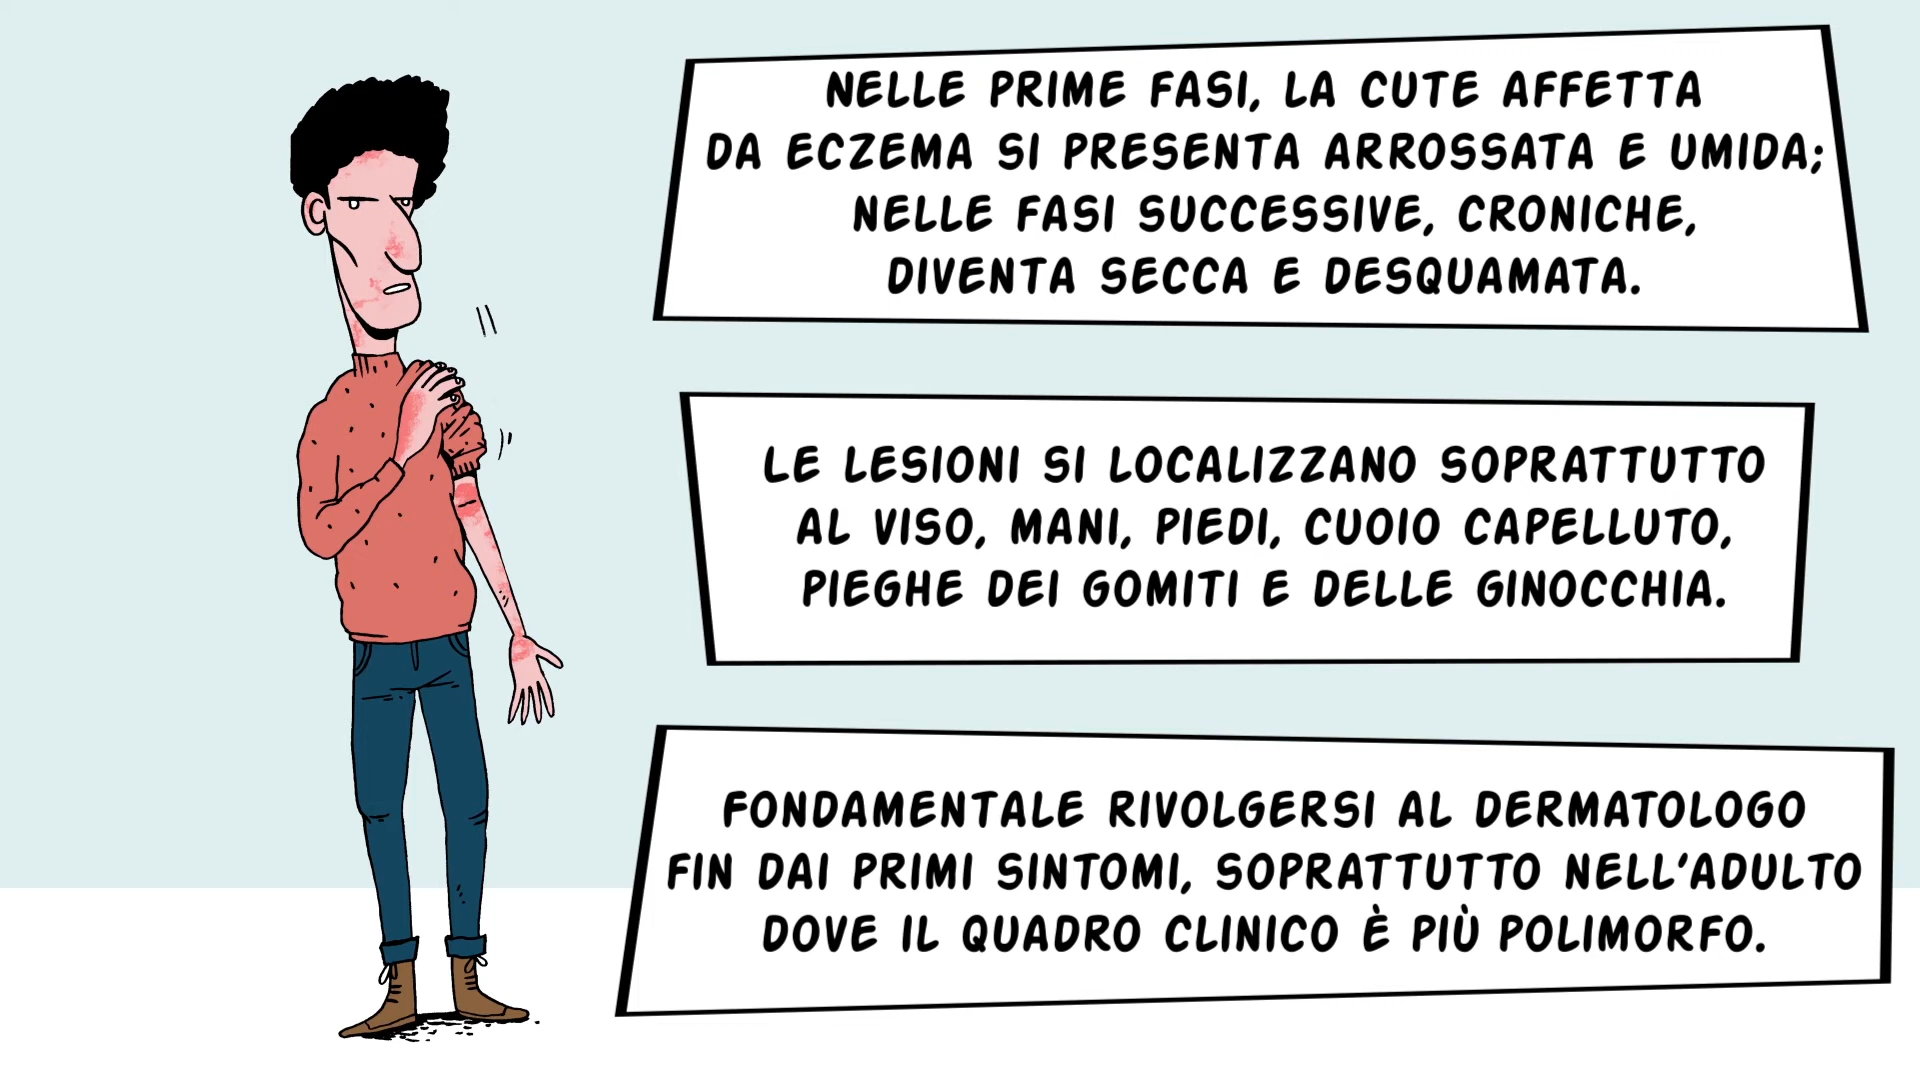 NELLE PRIME FASI, LA CUTE AFFETTA
DA ECZEMA SI PRESENTA ARROSSATA E UMIDA;
NELLE FASI SUCCESSIVE, CRONICHE,
DIVENTA SECCA E DESQUAMATA.
LE LESIONI SI LOCALIZZANO SOPRATTUTTO
AL VISO, MANI, PIEDI, CUOIO CAPELLUTO,
PIEGHE DEI GOMITI E DELLE GINOCCHIA.
FONDAMENTALE RIVOLGERSI AL DERMATOLOGO
FIN DAI PRIMI SINTOMI, SOPRATTUTTO NELL'ADULTO
DOVE IL QUADRO CLINICO È PIÙ POLIMORFO.